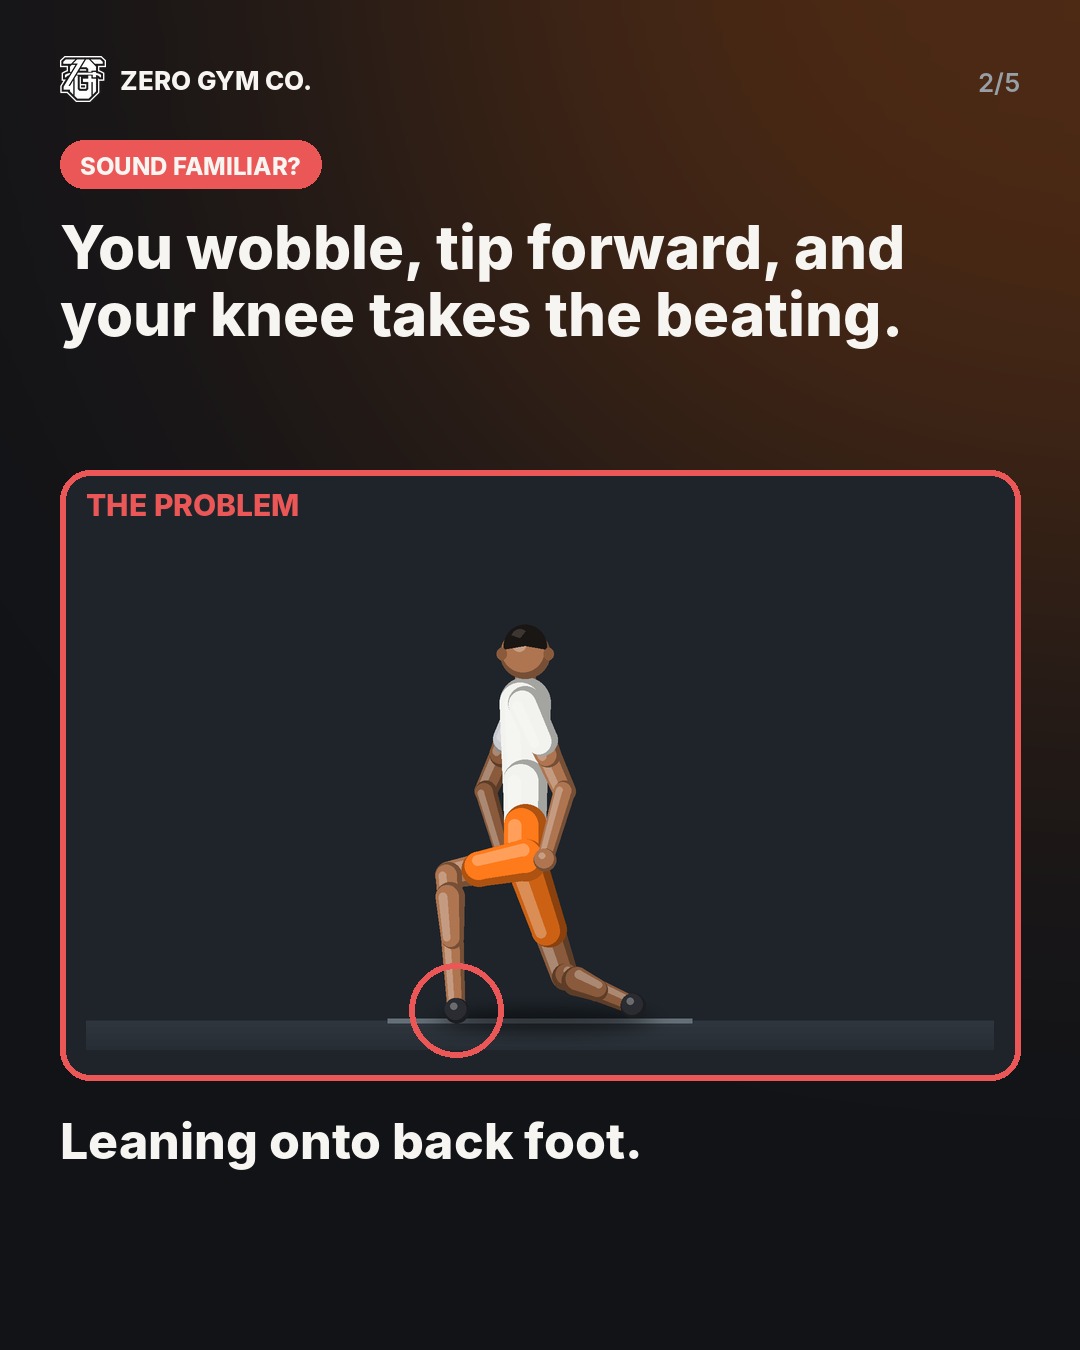 ZERO GYM CO.
2/5
SOUND FAMILIAR?
You wobble, tip forward, and
your knee takes the beating.
THE PROBLEM
Leaning onto back foot.